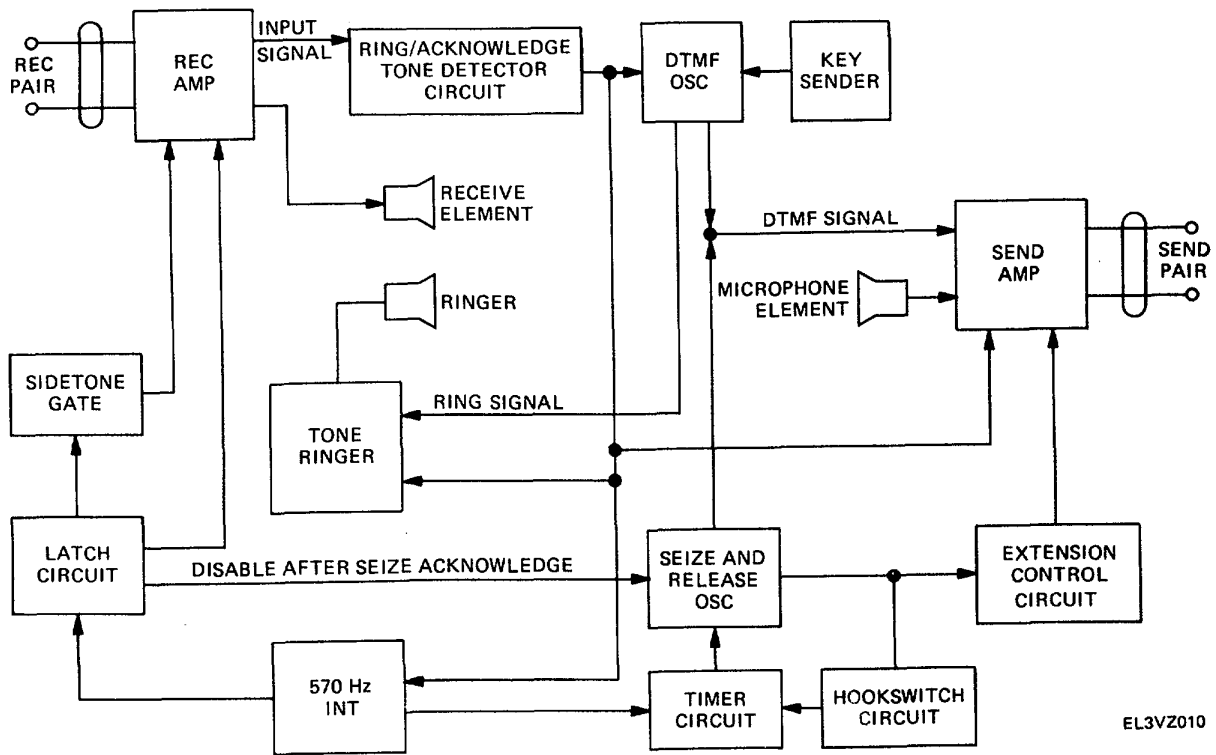 REC
PAIR
REC
AMP
INPUT
SIGNAL
RING/ACKNOWLEDGE
TONE DETECTOR
CIRCUIT
DTMF
OSC
KEY
SENDER
RECEIVE
ELEMENT
DTMF SIGNAL
SEND
AMP
SEND
PAIR
MICROPHONE
ELEMENT
RINGER
SIDETONE
GATE
TONE
RINGER
RING SIGNAL
LATCH
CIRCUIT
DISABLE AFTER SEIZE ACKNOWLEDGE
SEIZE AND
RELEASE
OSC
EXTENSION
CONTROL
CIRCUIT
570 Hz
INT
TIMER
CIRCUIT
HOOKSWITCH
CIRCUIT
EL3VZ010